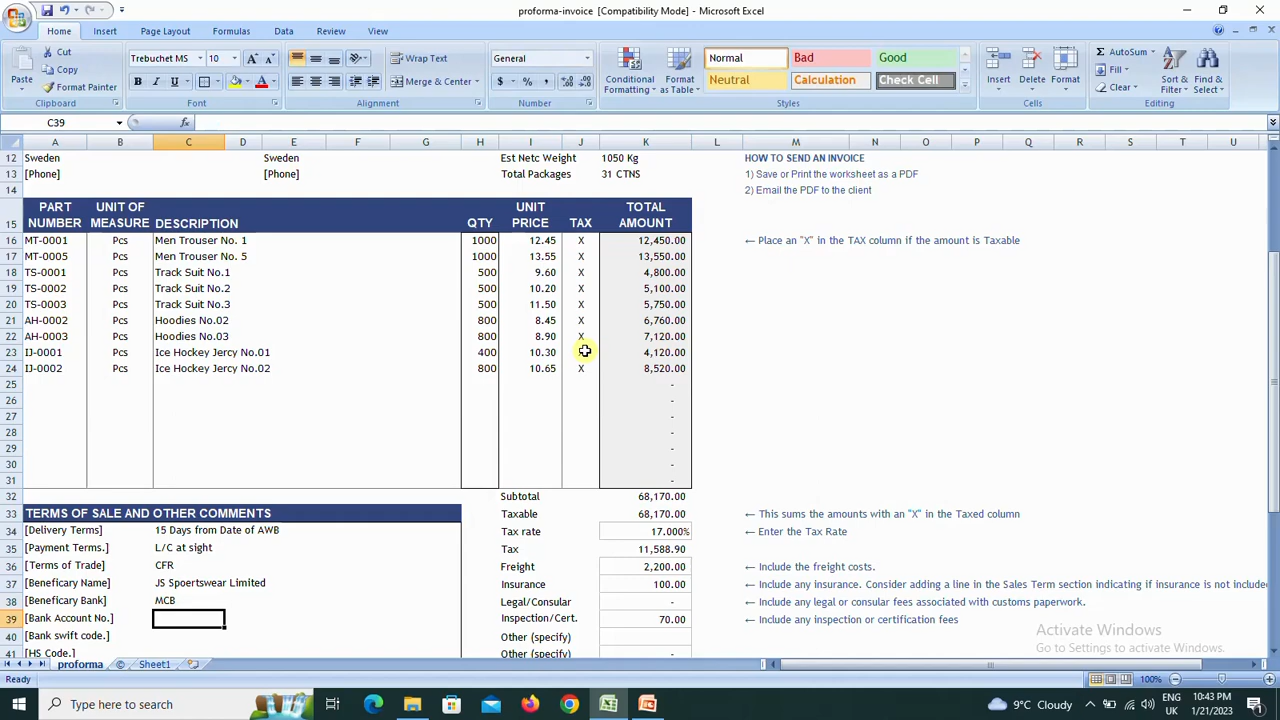 proforma-invoice [Compatibility Mode] - Microsoft Excel
Home Insert Page Layout Formulas Data Review View
Paste Cut Copy Format Painter Clipboard
Trebuchet MS 10 A A B I U A Font
Wrap Text Merge & Center Alignment
General $ % , Number
Conditional Formatting Format as Table Normal Bad Good Neutral Calculation Check Cell Styles
Insert Delete Format Cells
Σ AutoSum Fill Clear Sort & Filter Find & Select Editing
C39 fx
A B C D E F G H I J K L M N O P Q R S T U
12 Sweden Sweden Est Netc Weight 1050 Kg HOW TO SEND AN INVOICE
13 [Phone] [Phone] Total Packages 31 CTNS 1) Save or Print the worksheet as a PDF
14 2) Email the PDF to the client
PART UNIT OF UNIT TOTAL
15 NUMBER MEASURE DESCRIPTION QTY PRICE TAX AMOUNT
16 MT-0001 Pcs Men Trouser No. 1 1000 12.45 X 12,450.00 ← Place an "X" in the TAX column if the amount is Taxable
17 MT-0005 Pcs Men Trouser No. 5 1000 13.55 X 13,550.00
18 TS-0001 Pcs Track Suit No.1 500 9.60 X 4,800.00
19 TS-0002 Pcs Track Suit No.2 500 10.20 X 5,100.00
20 TS-0003 Pcs Track Suit No.3 500 11.50 X 5,750.00
21 AH-0002 Pcs Hoodies No.02 800 8.45 X 6,760.00
22 AH-0003 Pcs Hoodies No.03 800 8.90 X 7,120.00
23 IJ-0001 Pcs Ice Hockey Jercy No.01 400 10.30 4,120.00
24 IJ-0002 Pcs Ice Hockey Jercy No.02 800 10.65 X 8,520.00
25 -
26 -
27 -
28 -
29 -
30 -
31 -
32 Subtotal 68,170.00
33 TERMS OF SALE AND OTHER COMMENTS Taxable 68,170.00 ← This sums the amounts with an "X" in the Taxed column
34 [Delivery Terms] 15 Days from Date of AWB Tax rate 17.000% ← Enter the Tax Rate
35 [Payment Terms.] L/C at sight Tax 11,588.90
36 [Terms of Trade] CFR Freight 2,200.00 ← Include the freight costs.
37 [Beneficary Name] JS Sportswear Limited Insurance 100.00 ← Include any insurance. Consider adding a line in the Sales Term section indicating if insurance is not include
38 [Beneficary Bank] MCB Legal/Consular - ← Include any legal or consular fees associated with customs paperwork.
39 [Bank Account No.] Inspection/Cert. 70.00 ← Include any inspection or certification fees
40 [Bank swift code.] Other (specify)
41 [HS Code.] Other (specify) -
Activate Windows
Go to Settings to activate Windows.
proforma © Sheet1
Ready 100%
Type here to search 9°C Cloudy ENG 10:43 PM
UK 1/21/2023